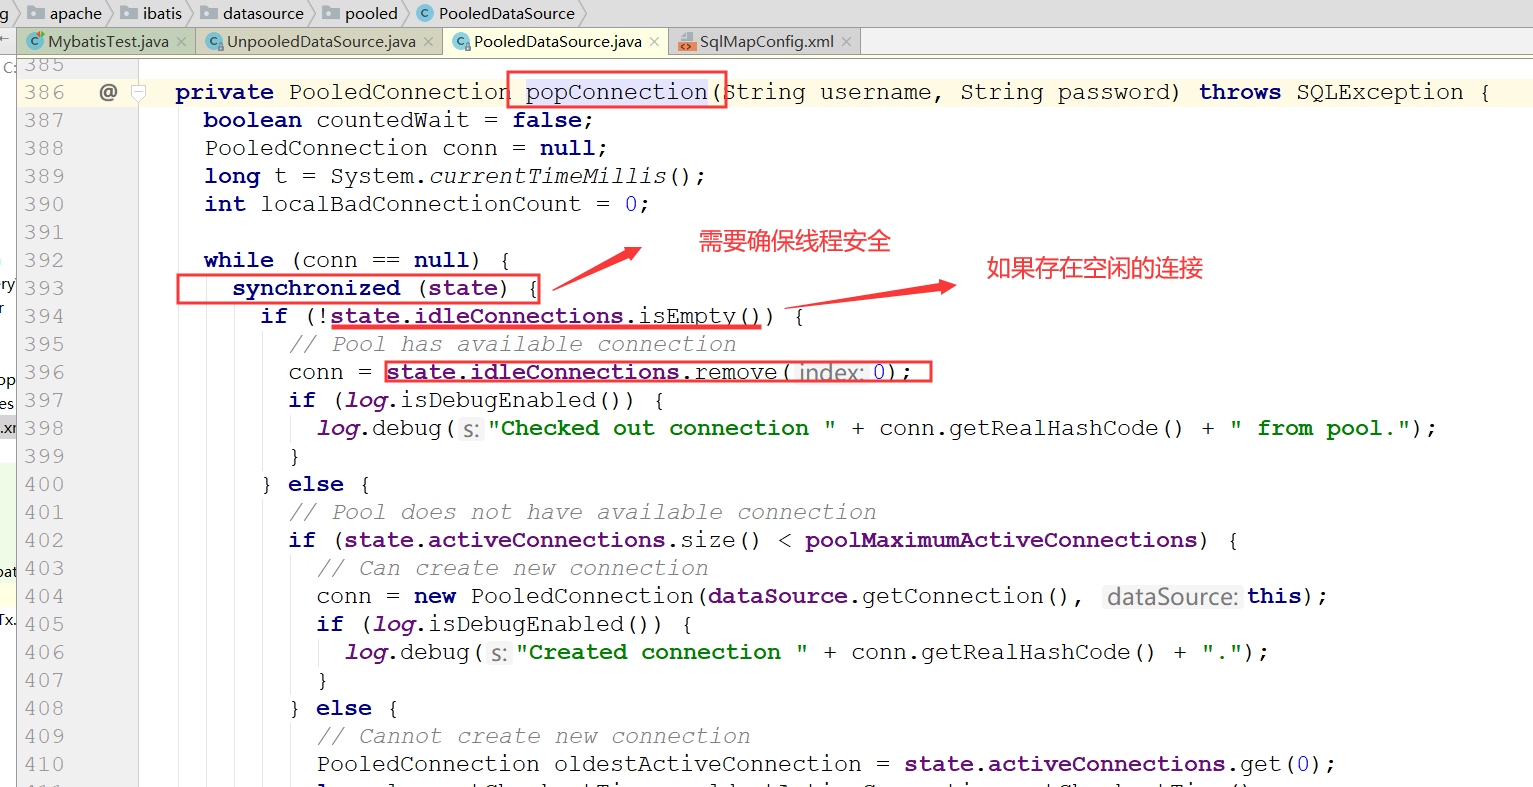 g apache ibatis datasource pooled PooledDataSource
MybatisTest.java UnpooledDataSource.java PooledDataSource.java SqlMapConfig.xml
C:
385
386 @ private PooledConnection popConnection(String username, String password) throws SQLException {
387 boolean countedWait = false;
388 PooledConnection conn = null;
389 long t = System.currentTimeMillis();
390 int localBadConnectionCount = 0;
391
需要确保线程安全
392 while (conn == null) {
如果存在空闲的连接
393 synchronized (state) {
394 if (!state.idleConnections.isEmpty()) {
395 // Pool has available connection
396 conn = state.idleConnections.remove( index: 0);
397 if (log.isDebugEnabled()) {
398 log.debug( s: "Checked out connection " + conn.getRealHashCode() + " from pool.");
399 }
400 } else {
401 // Pool does not have available connection
402 if (state.activeConnections.size() < poolMaximumActiveConnections) {
403 // Can create new connection
404 conn = new PooledConnection(dataSource.getConnection(), dataSource: this);
405 if (log.isDebugEnabled()) {
406 log.debug( s: "Created connection " + conn.getRealHashCode() + ".");
407 }
408 } else {
409 // Cannot create new connection
410 PooledConnection oldestActiveConnection = state.activeConnections.get(0);